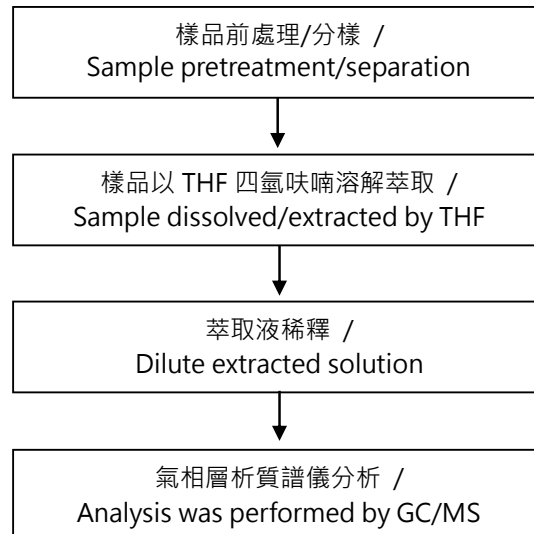 樣品前處理/分樣 /
Sample pretreatment/separation
樣品以 THF 四氫呋喃溶解萃取 /
Sample dissolved/extracted by THF
萃取液稀釋 /
Dilute extracted solution
氣相層析質譜儀分析 /
Analysis was performed by GC/MS